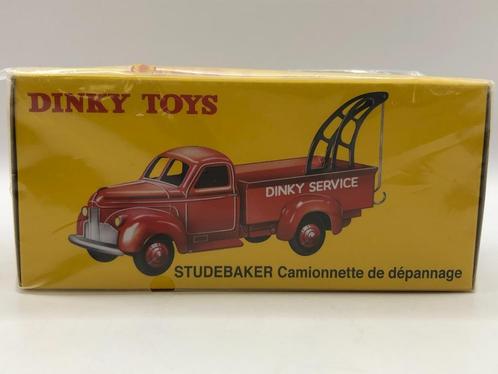 DINKY TOYS
DINKY SERVICE
STUDEBAKER Camionnette de dépannage